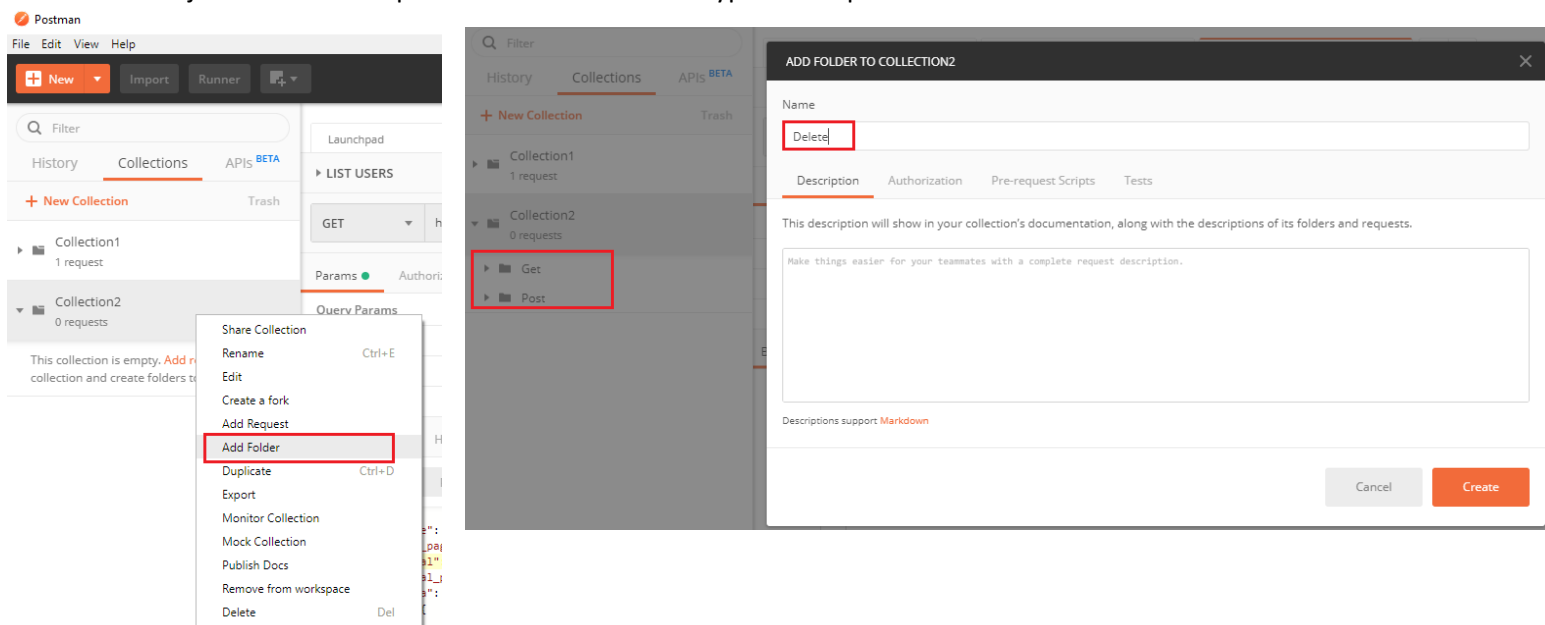 Postman
File Edit View Help
New
Import
Runner
Filter
History Collections APIs BETA
+ New Collection Trash
Collection1
1 request
Collection2
0 requests
This collection is empty. Add
collection and create folders
Launchpad
LIST USERS
GET
Params
Query Params
Share Collection
Rename Ctrl+E
Edit
Create a fork
Add Request
Add Folder
Duplicate Ctrl+D
Export
Monitor Collection
Mock Collection
Publish Docs
Remove from workspace
Delete Del
Filter
History Collections APIs BETA
+ New Collection Trash
Collection1
1 request
Collection2
0 requests
Get
Post
ADD FOLDER TO COLLECTION2
Name
Delete
Description Authorization Pre-request Scripts Tests
This description will show in your collection's documentation, along with the descriptions of its folders and requests.
Make things easier for your teammates with a complete request description.
Descriptions support Markdown
Cancel Create